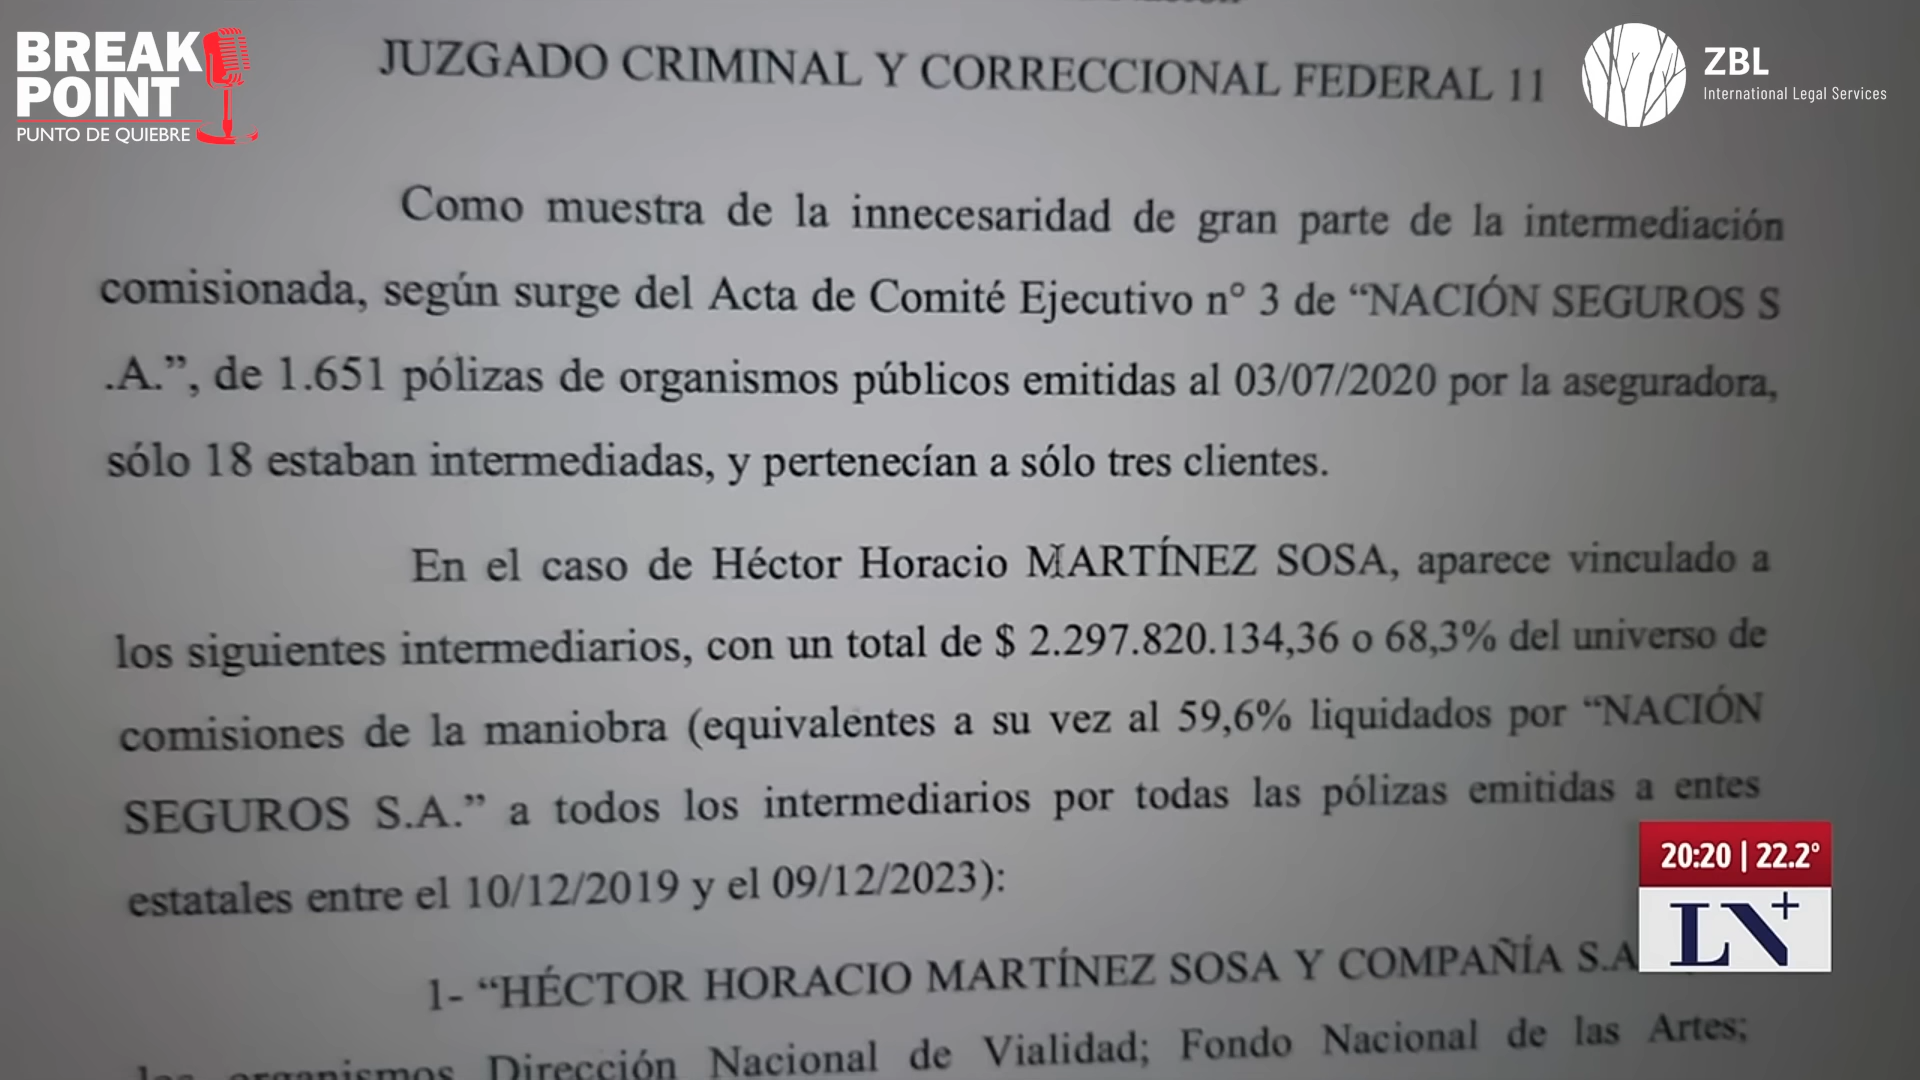 BREAK
POINT
PUNTO DE QUIEBRE
ZBL
International Legal Services
JUZGADO CRIMINAL Y CORRECCIONAL FEDERAL 11
Como muestra de la innecesaridad de gran parte de la intermediación
comisionada, según surge del Acta de Comité Ejecutivo n° 3 de “NACIÓN SEGUROS S
.A.”, de 1.651 pólizas de organismos públicos emitidas al 03/07/2020 por la aseguradora,
sólo 18 estaban intermediadas, y pertenecían a sólo tres clientes.
En el caso de Héctor Horacio MARTÍNEZ SOSA, aparece vinculado a
los siguientes intermediarios, con un total de $ 2.297.820.134,36 o 68,3% del universo de
comisiones de la maniobra (equivalentes a su vez al 59,6% liquidados por “NACIÓN
SEGUROS S.A.” a todos los intermediarios por todas las pólizas emitidas a entes
estatales entre el 10/12/2019 y el 09/12/2023):
1- “HÉCTOR HORACIO MARTÍNEZ SOSA Y COMPAÑÍA S.A
organismos Dirección Nacional de Vialidad; Fondo Nacional de las Artes;
20:20 | 22.2°
LN+